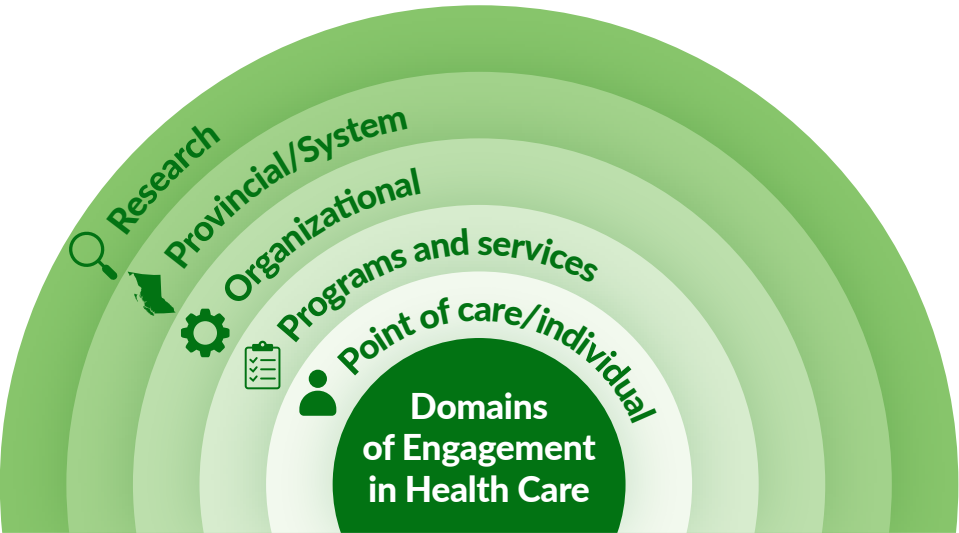 Research
Provincial/System
Organizational
Programs and services
Point of care/individual
Domains
of Engagement
in Health Care